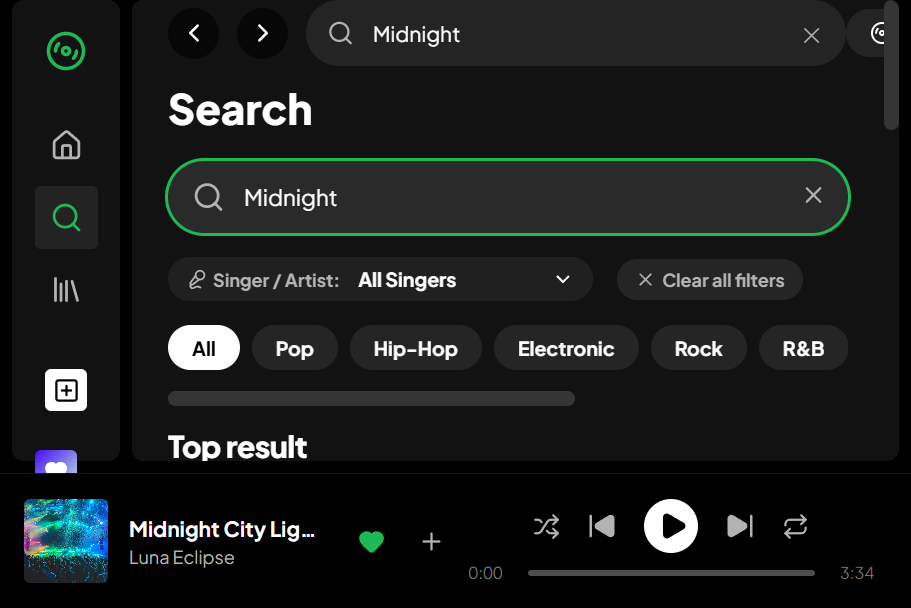 Midnight
Search
Midnight
Singer / Artist: All Singers Clear all filters
All Pop Hip-Hop Electronic Rock R&B
Top result
Midnight City Lig...
Luna Eclipse
0:00 3:34